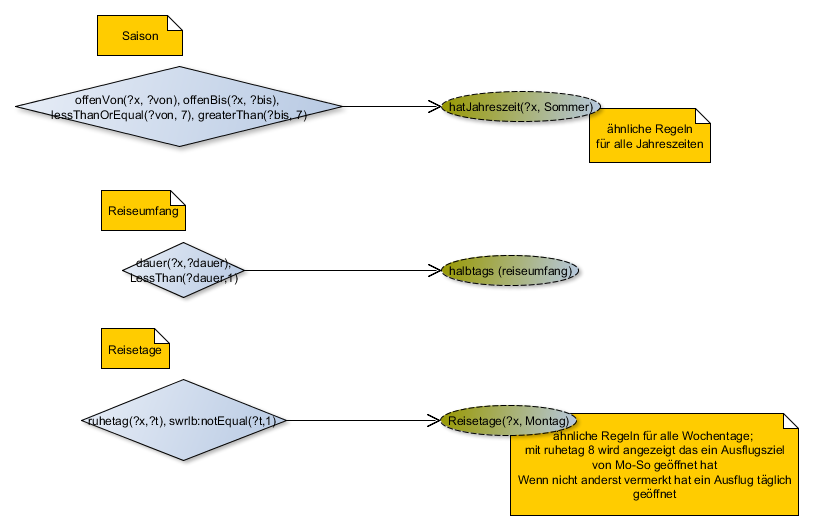 Saison
offenVon(?x, ?von), offenBis(?x, ?bis),
lessThanOrEqual(?von, 7), greaterThan(?bis, 7)
hatJahreszeit(?x, Sommer)
ähnliche Regeln
für alle Jahreszeiten
Reiseumfang
dauer(?x,?dauer),
LessThan(?dauer,1)
halbtags (reiseumfang)
Reisetage
ruhetag(?x,?t), swrlb:notEqual(?t,1)
Reisetage(?x, Montag)
ähnliche Regeln für alle Wochentage;
mit ruhetag 8 wird angezeigt das ein Ausflugsziel
von Mo-So geöffnet hat
Wenn nicht anderst vermerkt hat ein Ausflug täglich
geöffnet